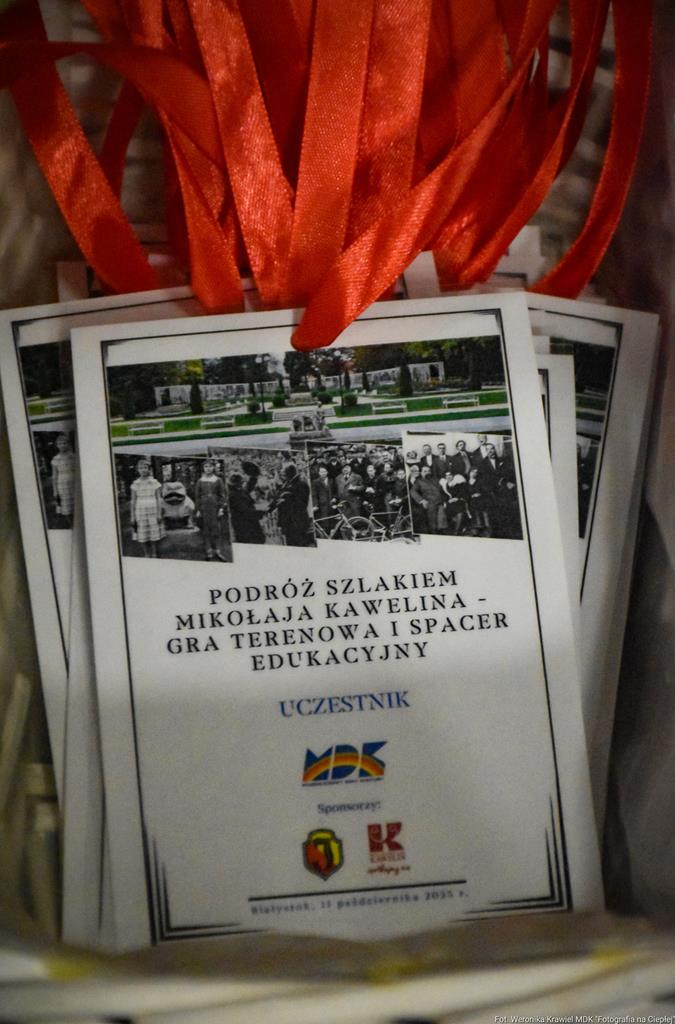 PODRÓŻ SZLAKIEM
MIKOŁAJA KAWELINA -
GRA TERENOWA I SPACER
EDUKACYJNY
UCZESTNIK
MDK
Sponsorzy:
K
KAWELIN
Białystok, 11 października 2025 r.
Fot. Weronika Krawiel MDK "Fotografia na Ciepłej"